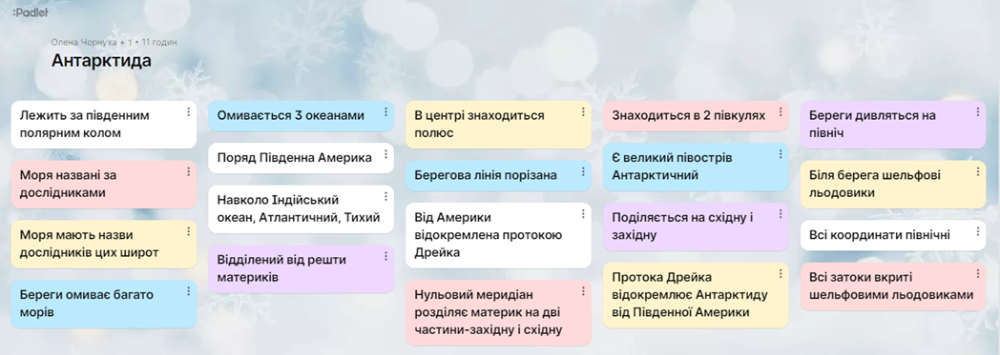 :Padlet
Олена Чорнуха + 1 • 11 годин
Антарктида
Лежить за південним
полярним колом
Моря названі за
дослідниками
Моря мають назви
дослідників цих широт
Береги омиває багато
морів
Омивається 3 океанами
Поряд Південна Америка
Навколо Індійський
океан, Атлантичний, Тихий
Відділений від решти
материків
В центрі знаходиться
полюс
Берегова лінія порізана
Від Америки
відокремлена протокою
Дрейка
Нульовий меридіан
розділяє материк на дві
частини-західну і східну
Знаходиться в 2 півкулях
Є великий півострів
Антарктичний
Поділяється на східну і
західну
Протока Дрейка
відокремлює Антарктиду
від Південної Америки
Береги дивляться на
північ
Біля берега шельфові
льодовики
Всі координати північні
Всі затоки вкриті
шельфовими льодовиками